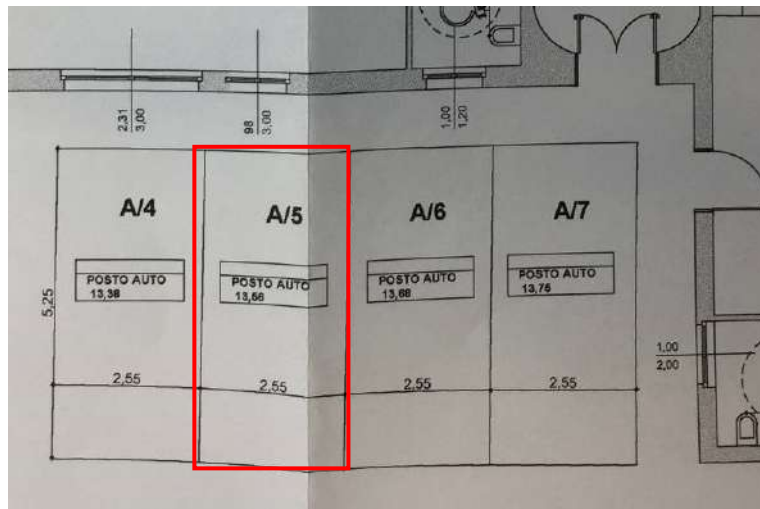 2,31
3,00
98
3,00
1,00
1,20
A/4
A/5
A/6
A/7
POSTO AUTO
13,38
POSTO AUTO
13,56
POSTO AUTO
13,68
POSTO AUTO
13,75
5,25
1,00
2,00
2,55
2,55
2,55
2,55